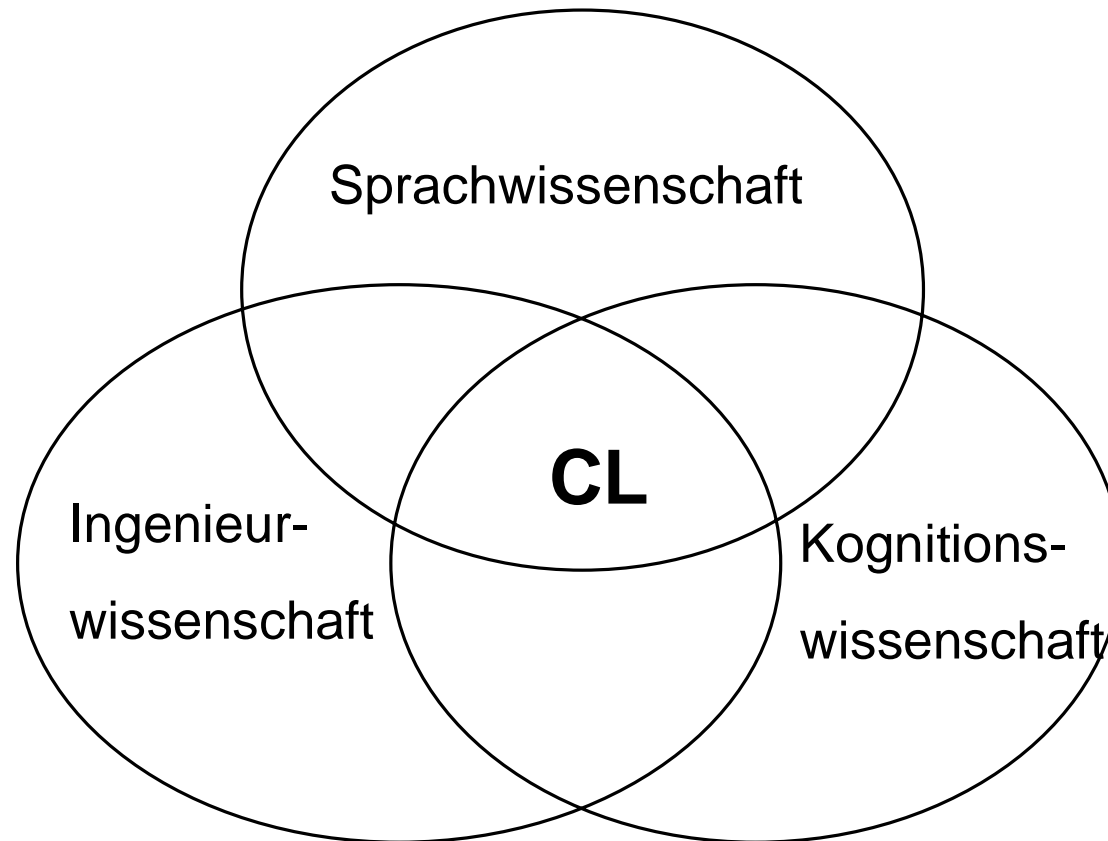 Sprachwissenschaft
CL
Ingenieur-
wissenschaft
Kognitions-
wissenschaft